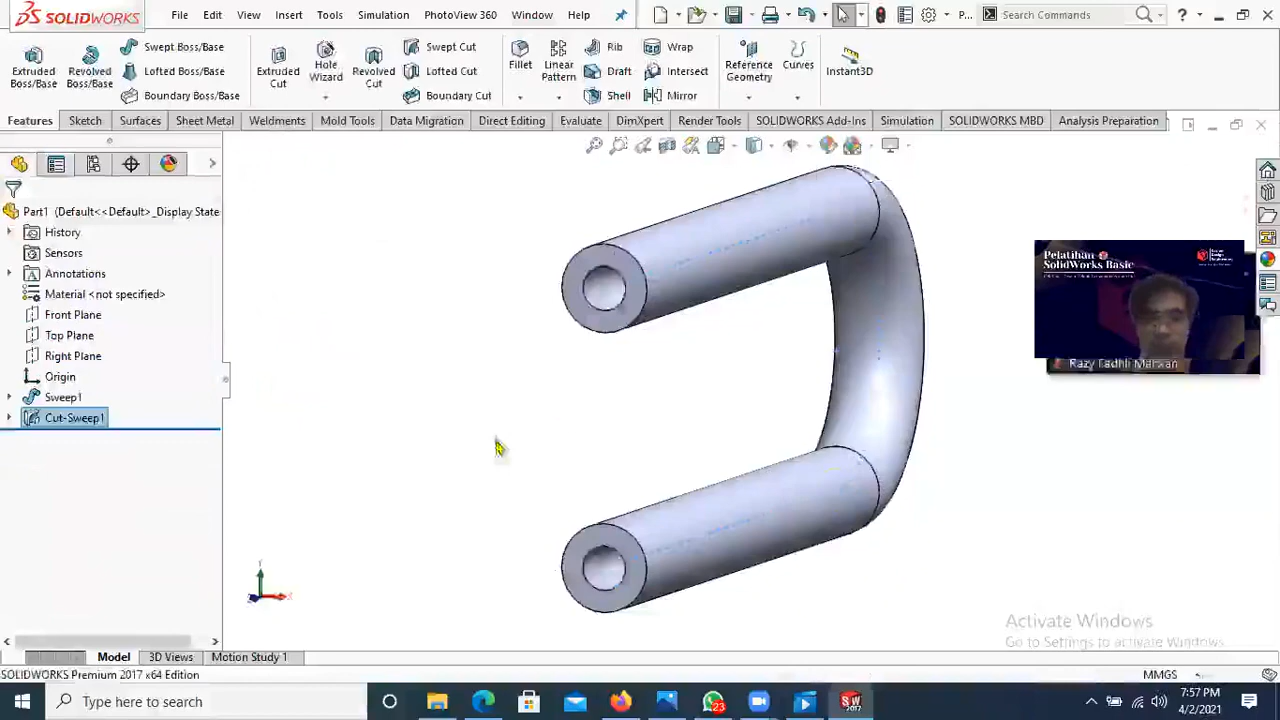 SOLIDWORKS
File Edit View Insert Tools Simulation PhotoView 360 Window Help
P...
Search Commands
Extruded Boss/Base
Revolved Boss/Base
Swept Boss/Base
Lofted Boss/Base
Boundary Boss/Base
Extruded Cut
Hole Wizard
Revolved Cut
Swept Cut
Lofted Cut
Boundary Cut
Fillet
Linear Pattern
Rib
Draft
Shell
Wrap
Intersect
Mirror
Reference Geometry
Curves
Instant3D
Features Sketch Surfaces Sheet Metal Weldments Mold Tools Data Migration Direct Editing Evaluate DimXpert Render Tools SOLIDWORKS Add-Ins Simulation SOLIDWORKS MBD Analysis Preparation
Part1 (Default<<Default>_Display State
History
Sensors
Annotations
Material <not specified>
Front Plane
Top Plane
Right Plane
Origin
Sweep1
Cut-Sweep1
Pelatihan
SolidWorks Basic
Razy Fadhli Marwan
Activate Windows
Go to Settings to activate Windows.
Model 3D Views Motion Study 1
SOLIDWORKS Premium 2017 x64 Edition
MMGS
Type here to search
23
SW
2017
7:57 PM
4/2/2021